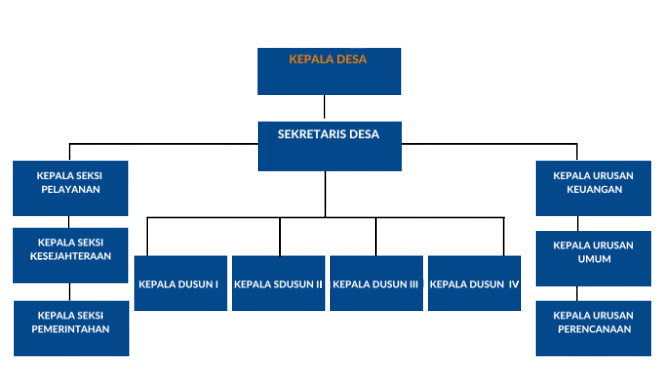 KEPALA DESA
SEKRETARIS DESA
KEPALA SEKSI
PELAYANAN
KEPALA URUSAN
KEUANGAN
KEPALA SEKSI
KESEJAHTERAAN
KEPALA URUSAN
UMUM
KEPALA DUSUN I
KEPALA SDUSUN II
KEPALA DUSUN III
KEPALA DUSUN IV
KEPALA SEKSI
PEMERINTAHAN
KEPALA URUSAN
PERENCANAAN